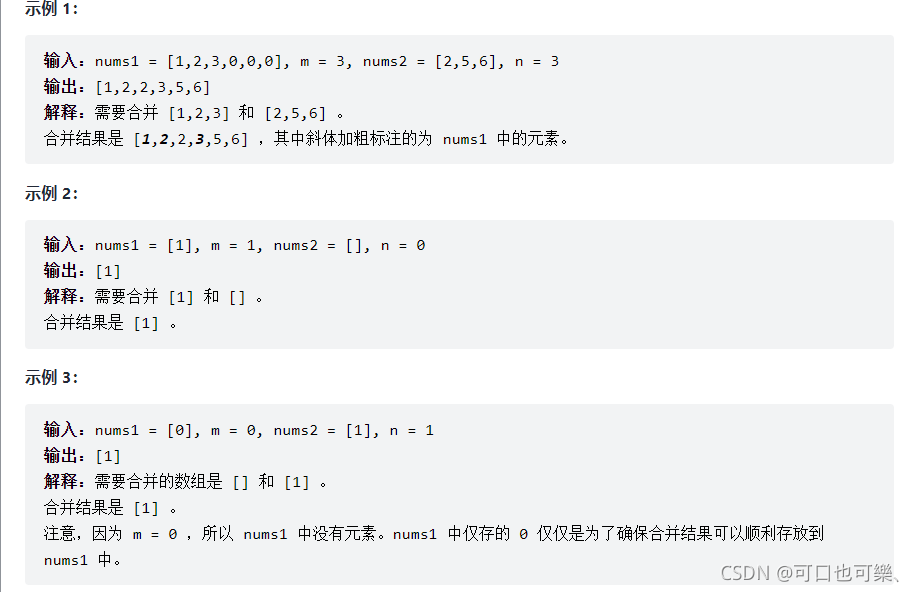 示例 1：
输入：nums1 = [1,2,3,0,0,0], m = 3, nums2 = [2,5,6], n = 3
输出：[1,2,2,3,5,6]
解释：需要合并 [1,2,3] 和 [2,5,6] 。
合并结果是 [1,2,2,3,5,6] ，其中斜体加粗标注的为 nums1 中的元素。
示例 2：
输入：nums1 = [1], m = 1, nums2 = [], n = 0
输出：[1]
解释：需要合并 [1] 和 [] 。
合并结果是 [1] 。
示例 3：
输入：nums1 = [0], m = 0, nums2 = [1], n = 1
输出：[1]
解释：需要合并的数组是 [] 和 [1] 。
合并结果是 [1] 。
注意，因为 m = 0 ，所以 nums1 中没有元素。nums1 中仅存的 0 仅仅是为了确保合并结果可以顺利存放到
nums1 中。
CSDN @可口也可樂、